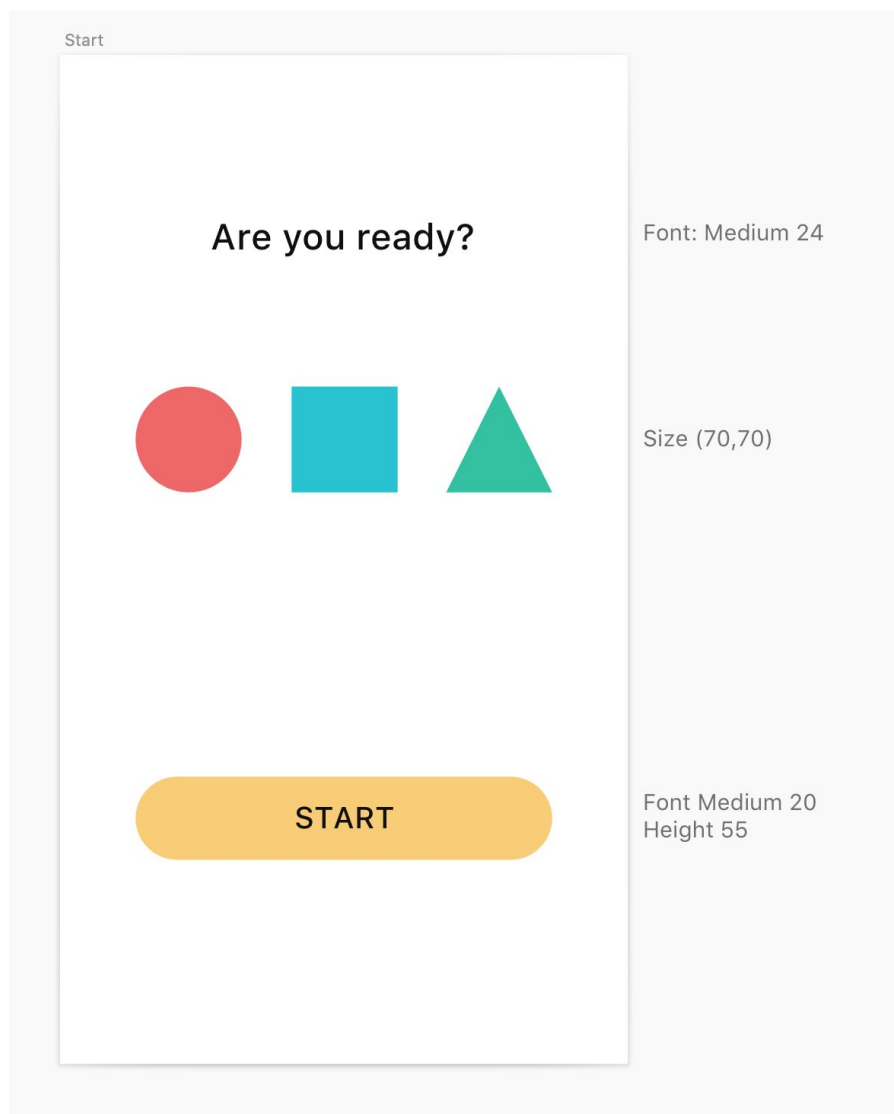 Start
Are you ready?
Font: Medium 24
Size (70,70)
START
Font Medium 20
Height 55